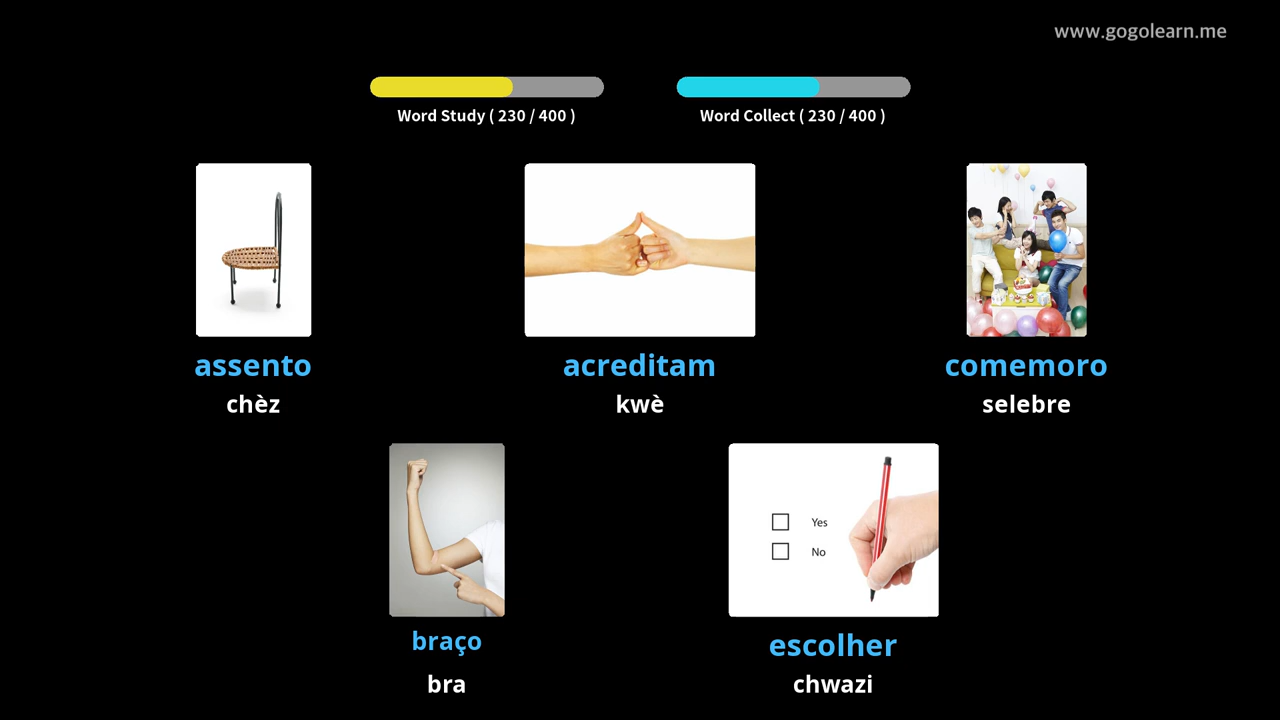 www.gogolearn.me
Word Study ( 230 / 400 )
Word Collect ( 230 / 400 )
assento
chèz
acreditam
kwè
comemoro
selebre
braço
bra
Yes
No
escolher
chwazi